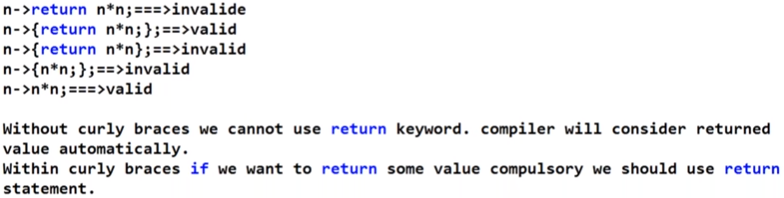 n->return n*n;===>invalide
n->{return n*n;};==>valid
n->{return n*n};==>invalid
n->{n*n;};==>invalid
n->n*n;===>valid
Without curly braces we cannot use return keyword. compiler will consider returned
value automatically.
Within curly braces if we want to return some value compulsory we should use return
statement.